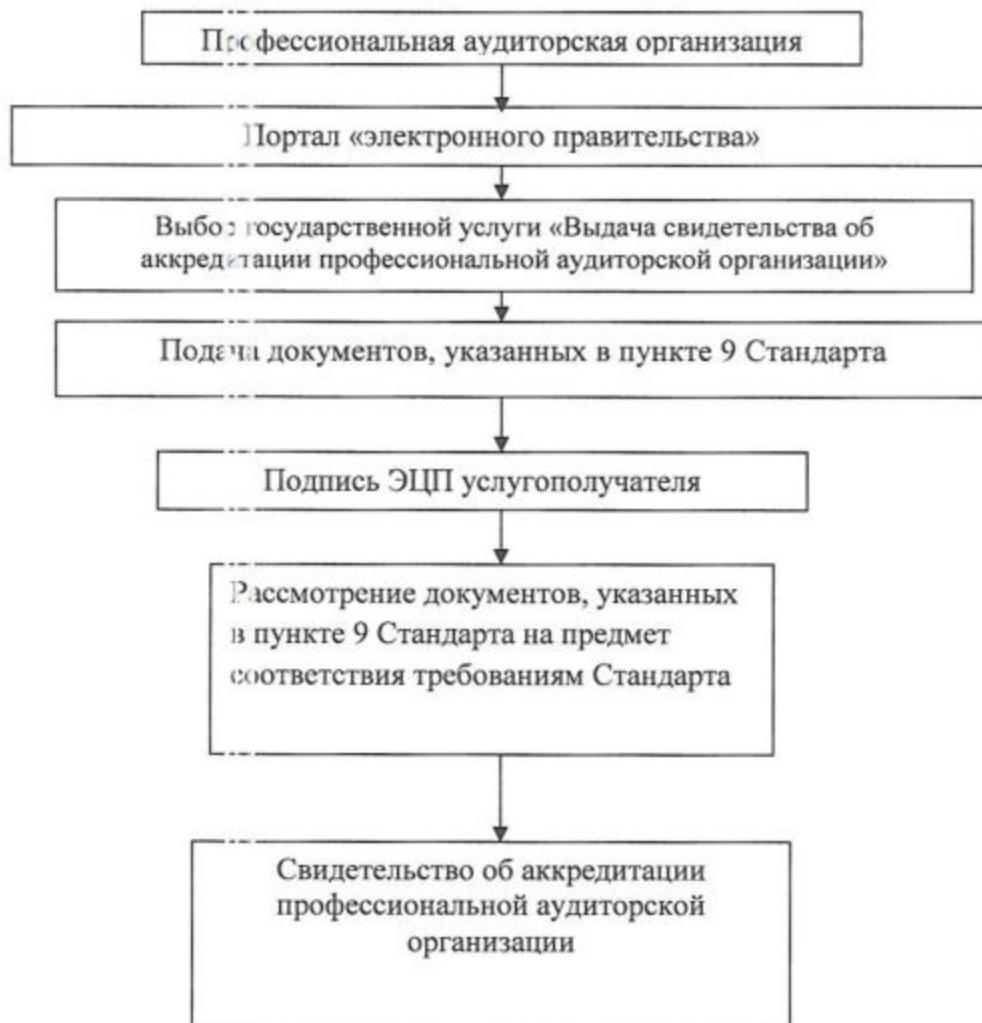 Профессиональная аудиторская организация
Портал «электронного правительства»
Выбор государственной услуги «Выдача свидетельства об
аккредитации профессиональной аудиторской организации»
Подача документов, указанных в пункте 9 Стандарта
Подпись ЭЦП услугополучателя
Рассмотрение документов, указанных
в пункте 9 Стандарта на предмет
соответствия требованиям Стандарта
Свидетельство об аккредитации
профессиональной аудиторской
организации